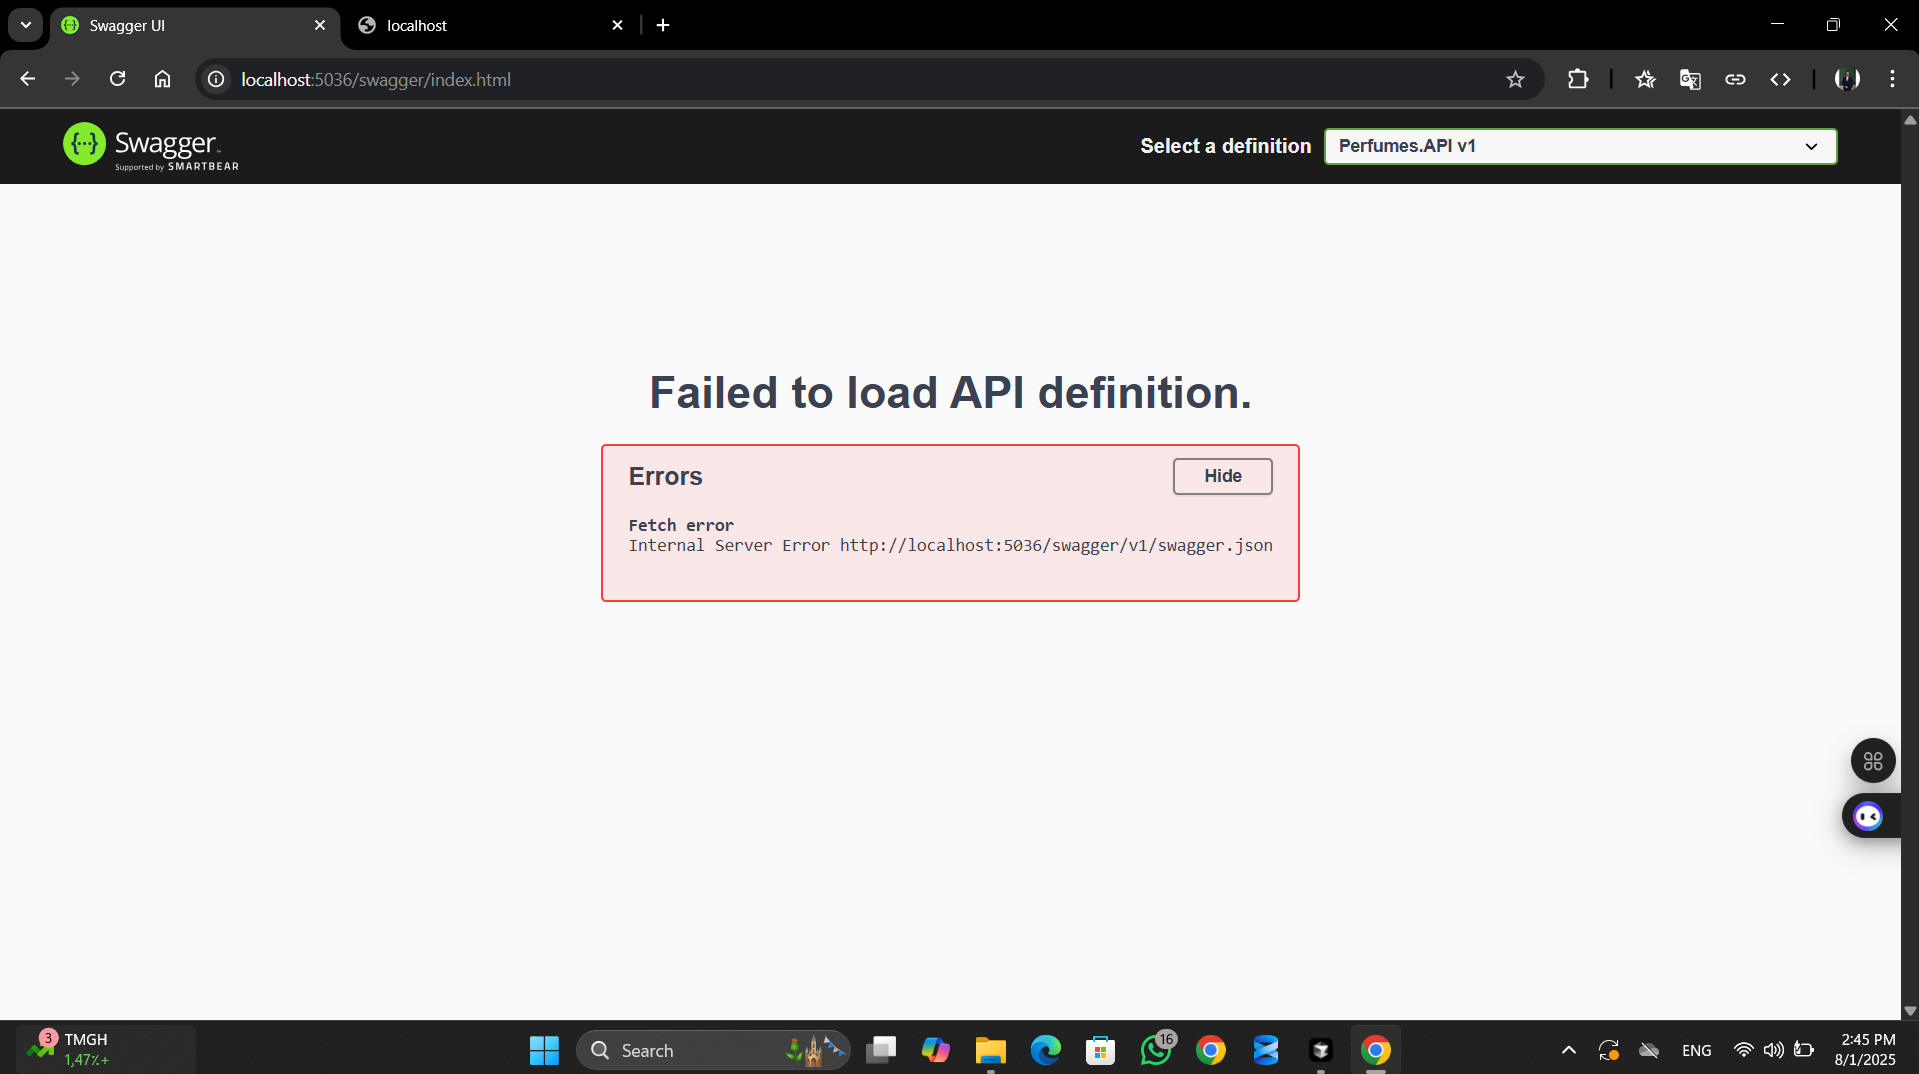 Swagger UI
localhost
localhost:5036/swagger/index.html
Swagger
Supported by SMARTBEAR
Select a definition
Perfumes.API v1
Failed to load API definition.
Errors
Hide
Fetch error
Internal Server Error http://localhost:5036/swagger/v1/swagger.json
3
TMGH
1,47٪+
Search
16
ENG
2:45 PM
8/1/2025